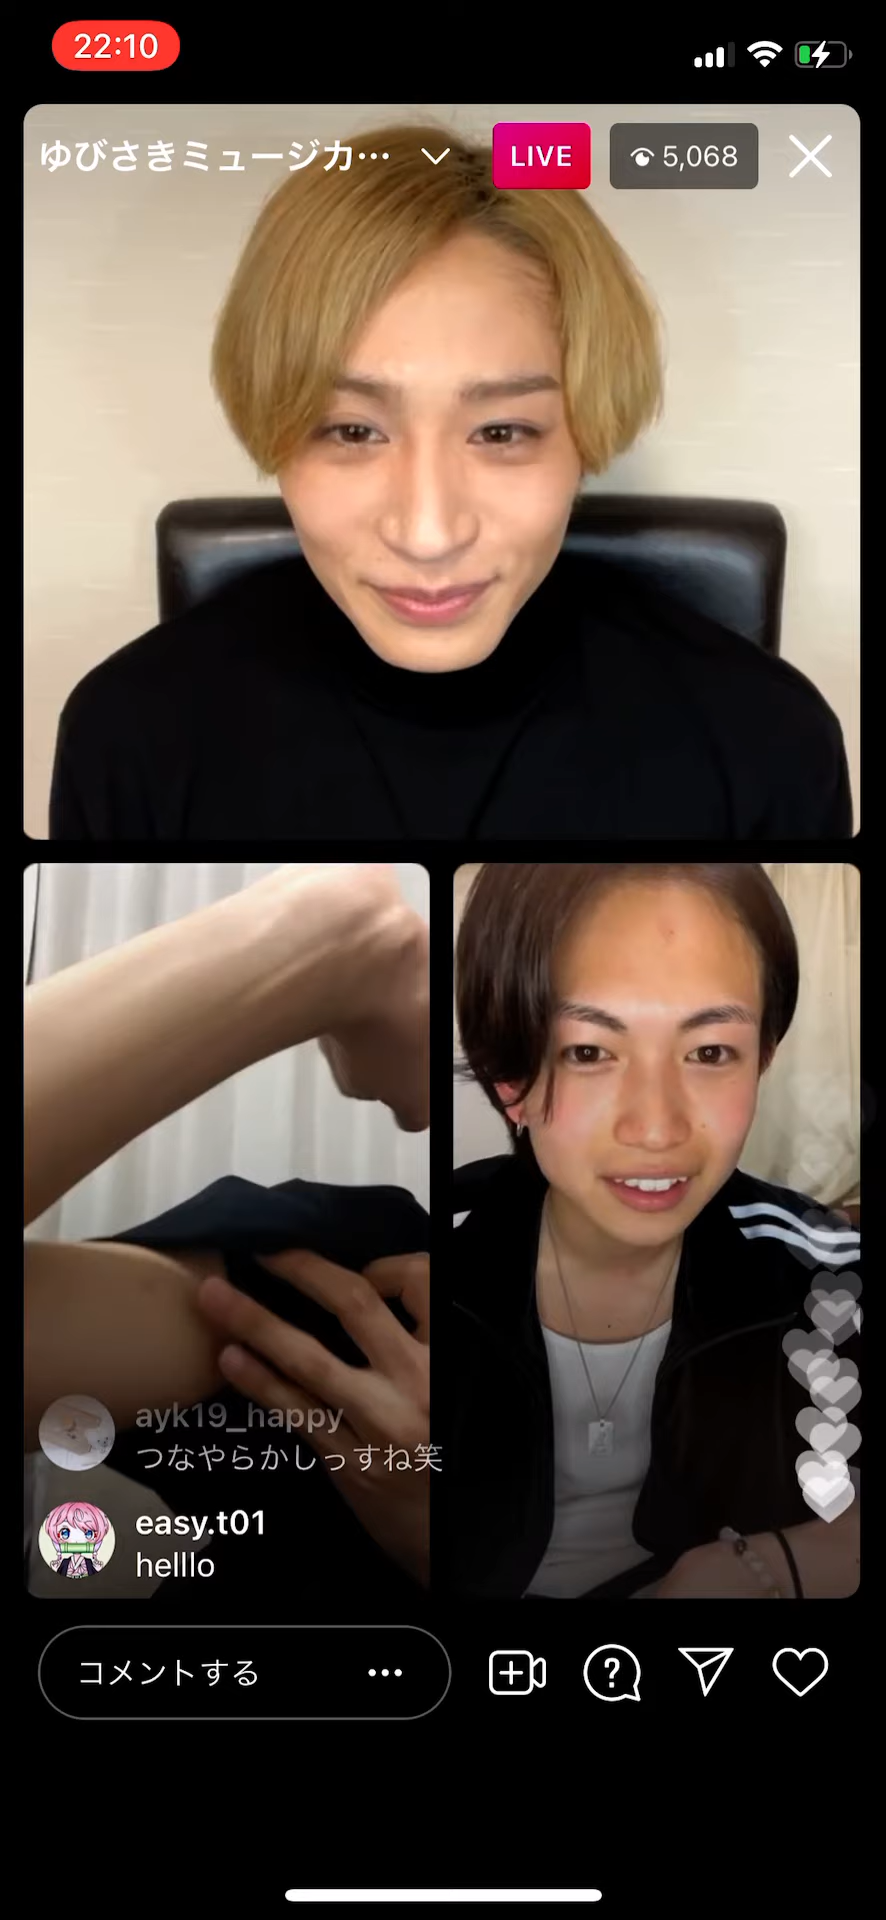 22:10
ゆびさきミュージカ…
LIVE
5,068
ayk19_happy
つなやらかしっすね笑
easy.t01
helllo
コメントする